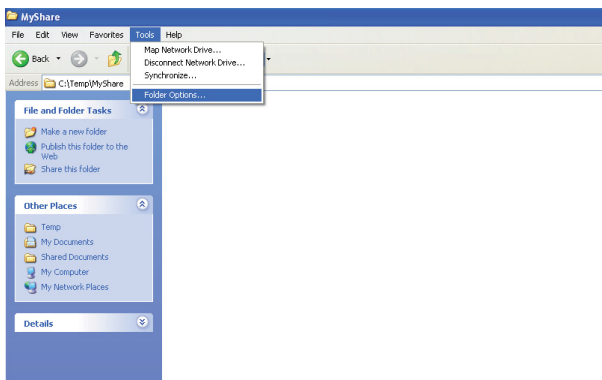 MyShare
File Edit View Favorites Tools Help
Back
Map Network Drive...
Disconnect Network Drive...
Synchronize...
Folder Options...
Address C:\Temp\MyShare
File and Folder Tasks
Make a new folder
Publish this folder to the
Web
Share this folder
Other Places
Temp
My Documents
Shared Documents
My Computer
My Network Places
Details